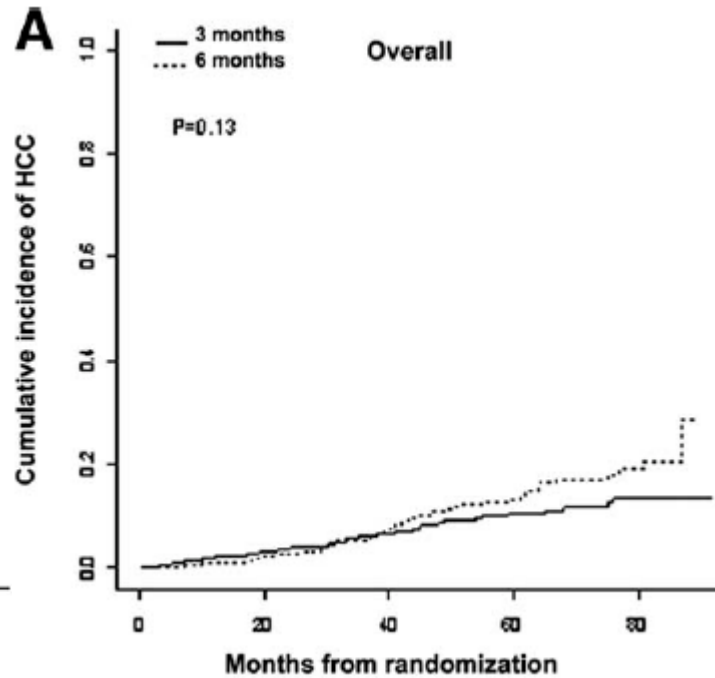 A
3 months
6 months
Overall
P=0.13
Cumulative incidence of HCC
1.0
0.8
0.6
0.4
0.2
0.0
0 20 40 60 80
Months from randomization